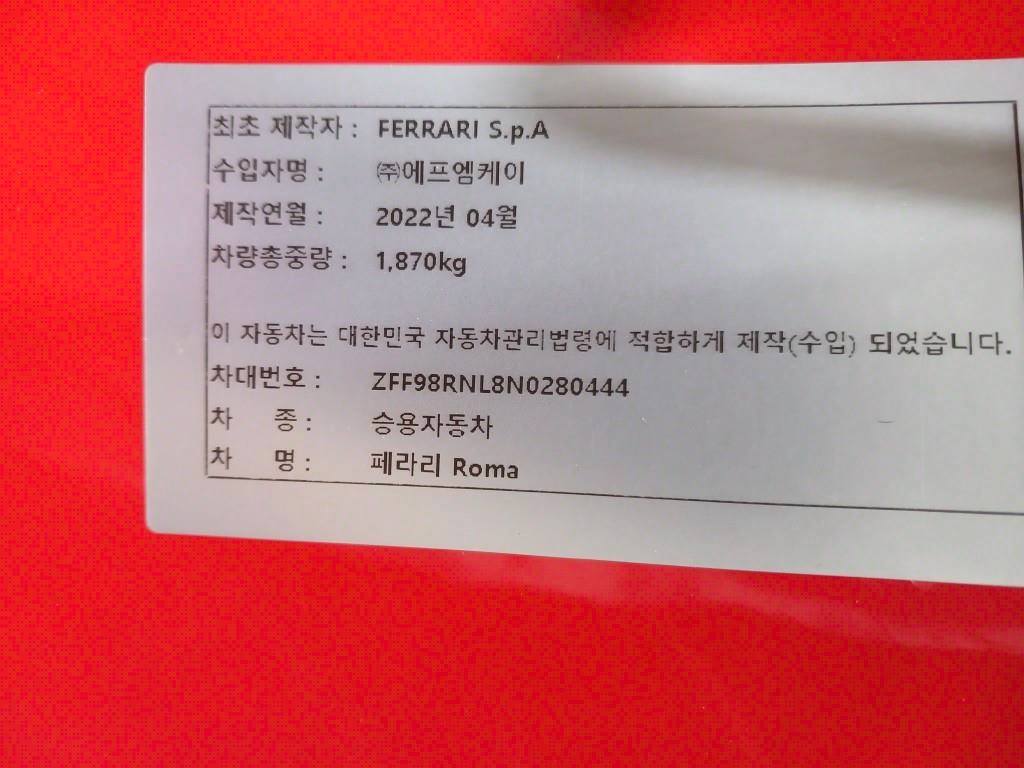 최초 제작자 : FERRARI S.p.A
수입자명 : ㈜에프엠케이
제작연월 : 2022년 04월
차량총중량 : 1,870kg
이 자동차는 대한민국 자동차관리법령에 적합하게 제작(수입) 되었습니다.
차대번호 : ZFF98RNL8N0280444
차 종 : 승용자동차
차 명 : 페라리 Roma